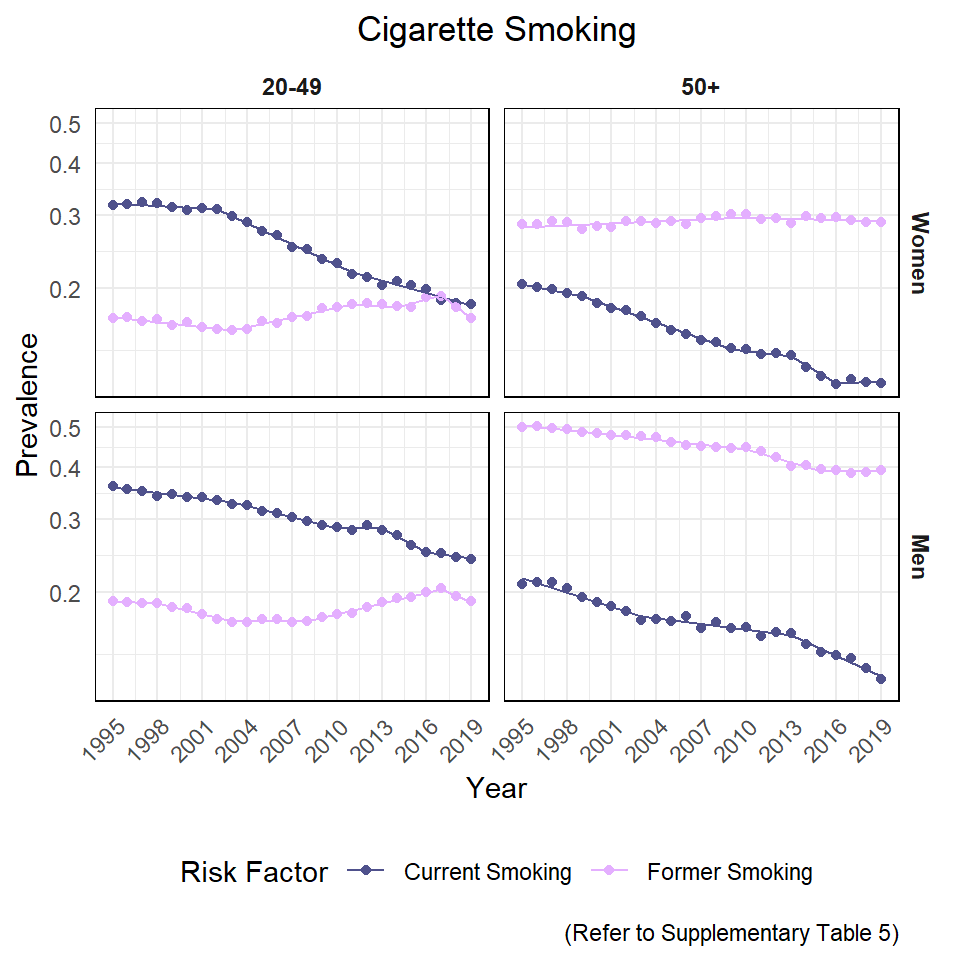 Cigarette Smoking
20-49
50+
0.5
0.4
0.3
0.2
Women
Prevalence
0.5
0.4
0.3
0.2
Men
1995 1998 2001 2004 2007 2010 2013 2016 2019
1995 1998 2001 2004 2007 2010 2013 2016 2019
Year
Risk Factor Current Smoking Former Smoking
(Refer to Supplementary Table 5)